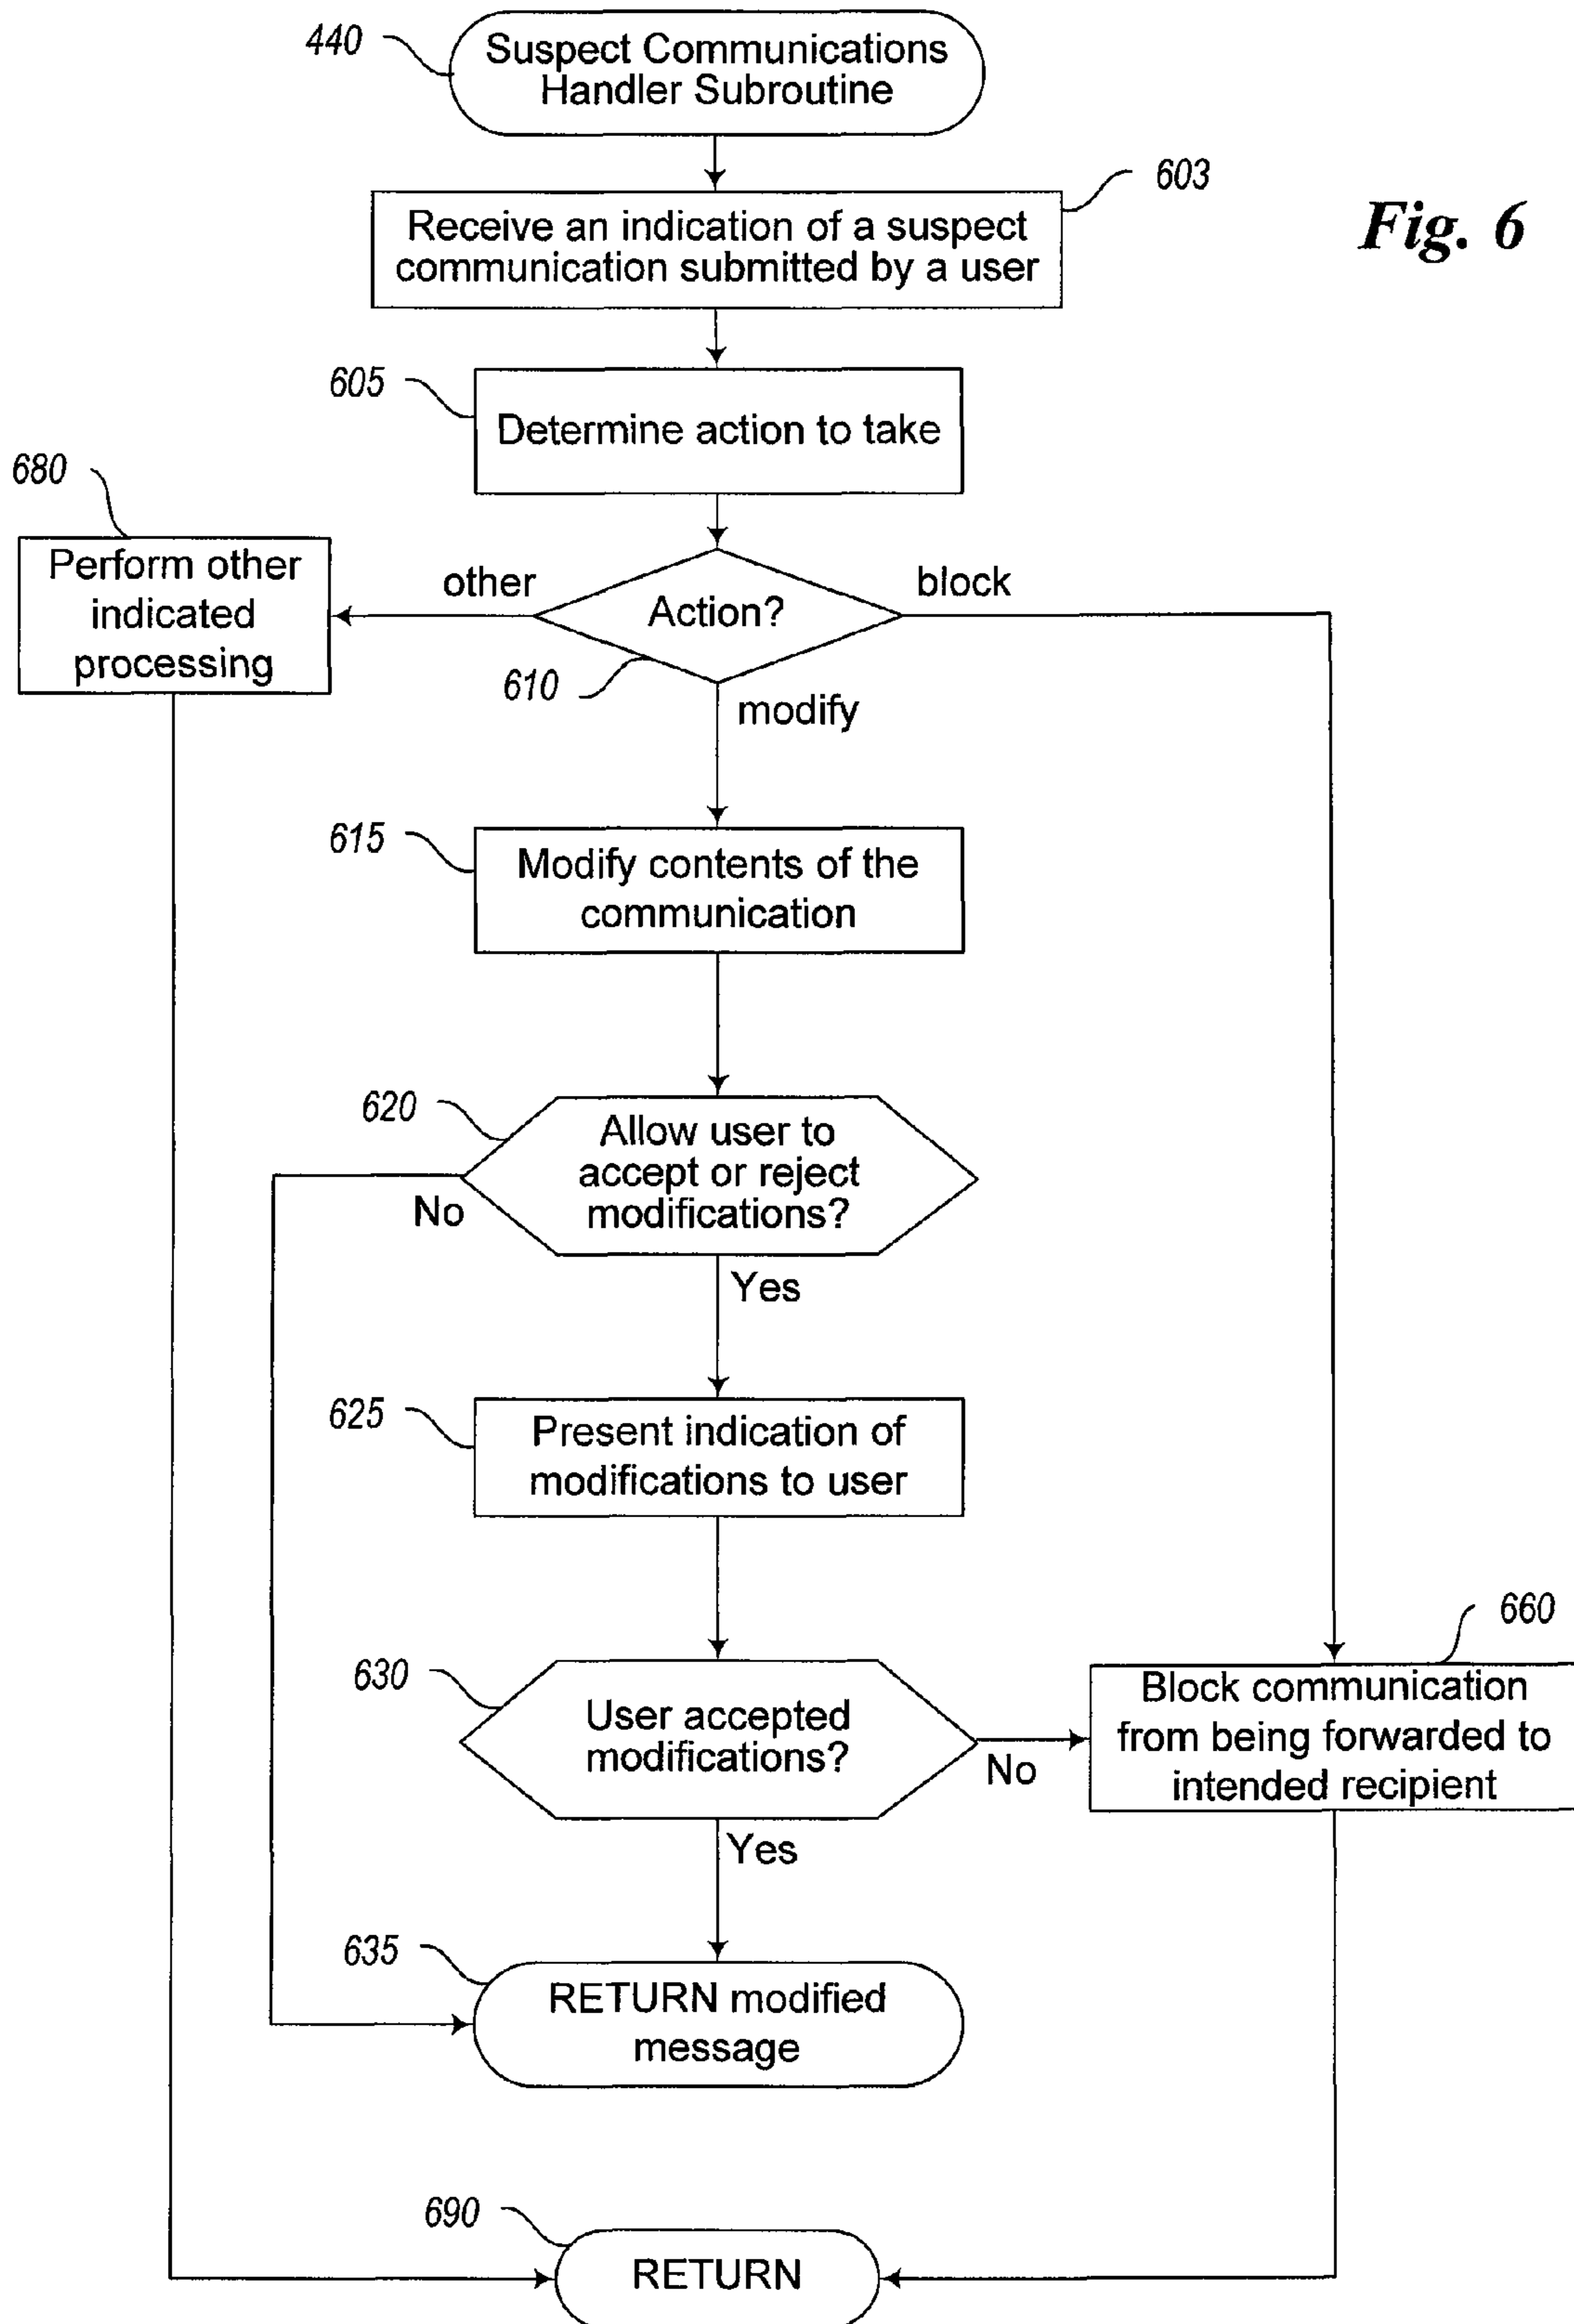 440
Suspect Communications
Handler Subroutine
603
Receive an indication of a suspect
communication submitted by a user
Fig. 6
605
Determine action to take
680
Perform other
indicated
processing
other
Action?
block
610
modify
615
Modify contents of the
communication
620
Allow user to
accept or reject
modifications?
No
Yes
625
Present indication of
modifications to user
630
User accepted
modifications?
No
660
Block communication
from being forwarded to
intended recipient
Yes
635
RETURN modified
message
690
RETURN